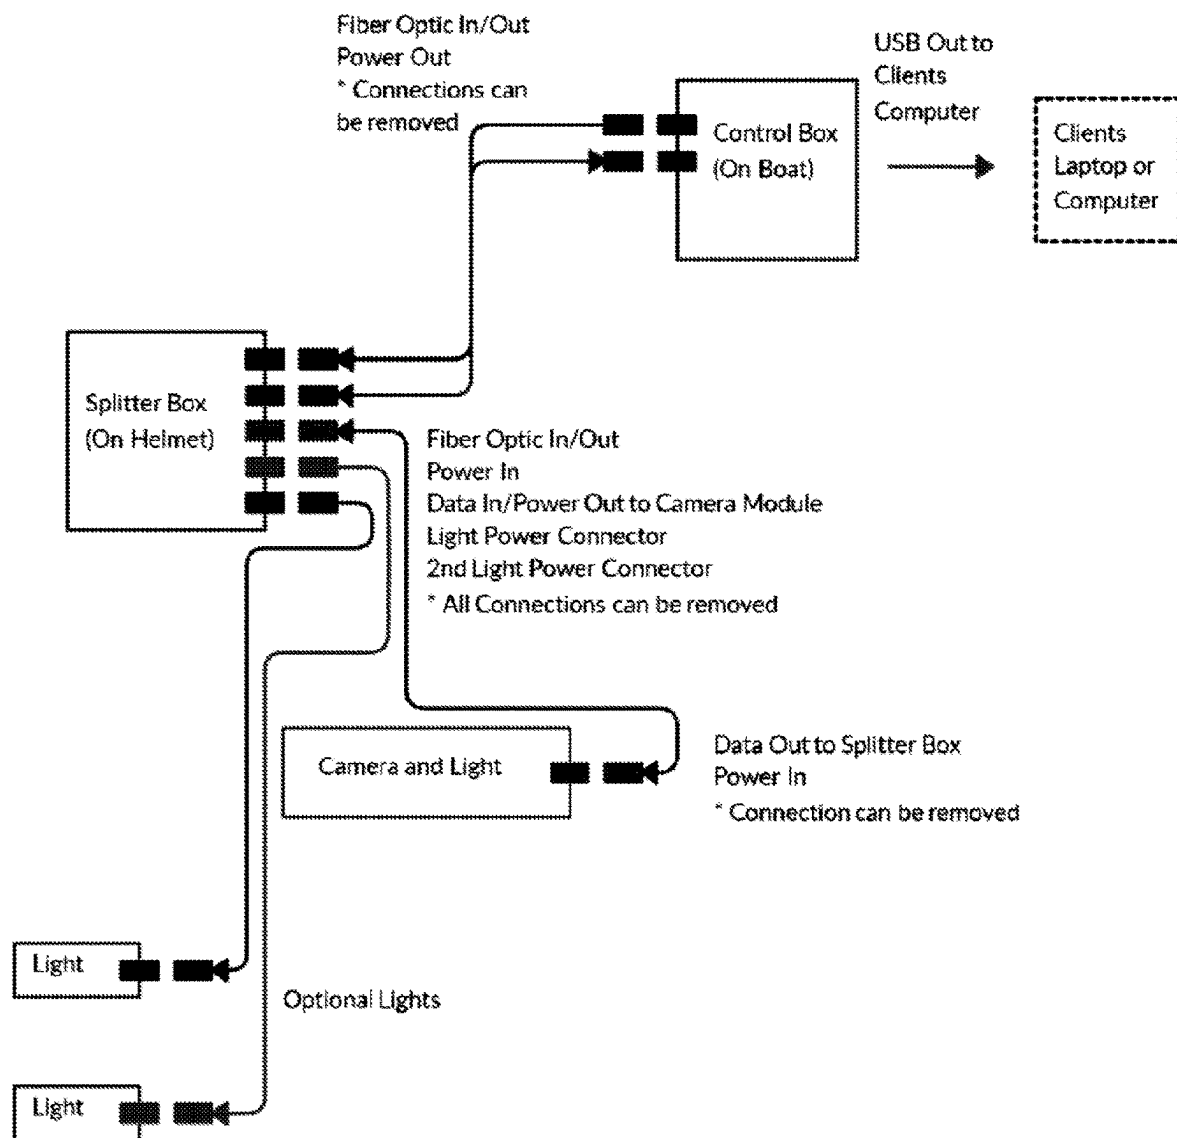 Fiber Optic In/Out
Power Out
* Connections can
be removed
USB Out to
Clients
Computer
Control Box
(On Boat)
Clients
Laptop or
Computer
Splitter Box
(On Helmet)
Fiber Optic In/Out
Power In
Data In/Power Out to Camera Module
Light Power Connector
2nd Light Power Connector
* All Connections can be removed
Camera and Light
Data Out to Splitter Box
Power In
* Connection can be removed
Light
Optional Lights
Light